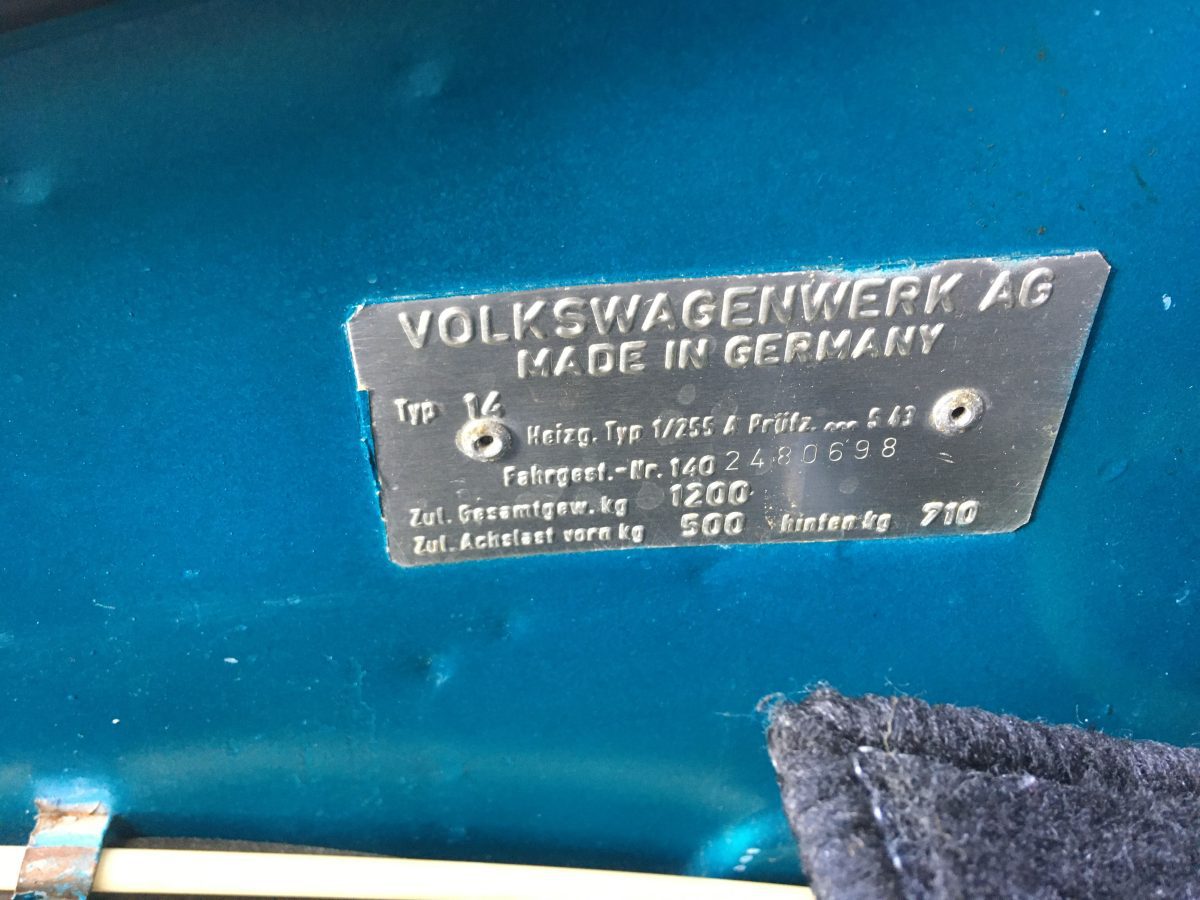 VOLKSWAGENWERK AG
MADE IN GERMANY
Typ 14
Heizg. Typ 1/255 A Prüfz. ~~~ S 43
Fahrgest.-Nr. 140 2480698
Zul. Gesamtgew. kg 1200
Zul. Achslast vorn kg 500 hinten kg 710